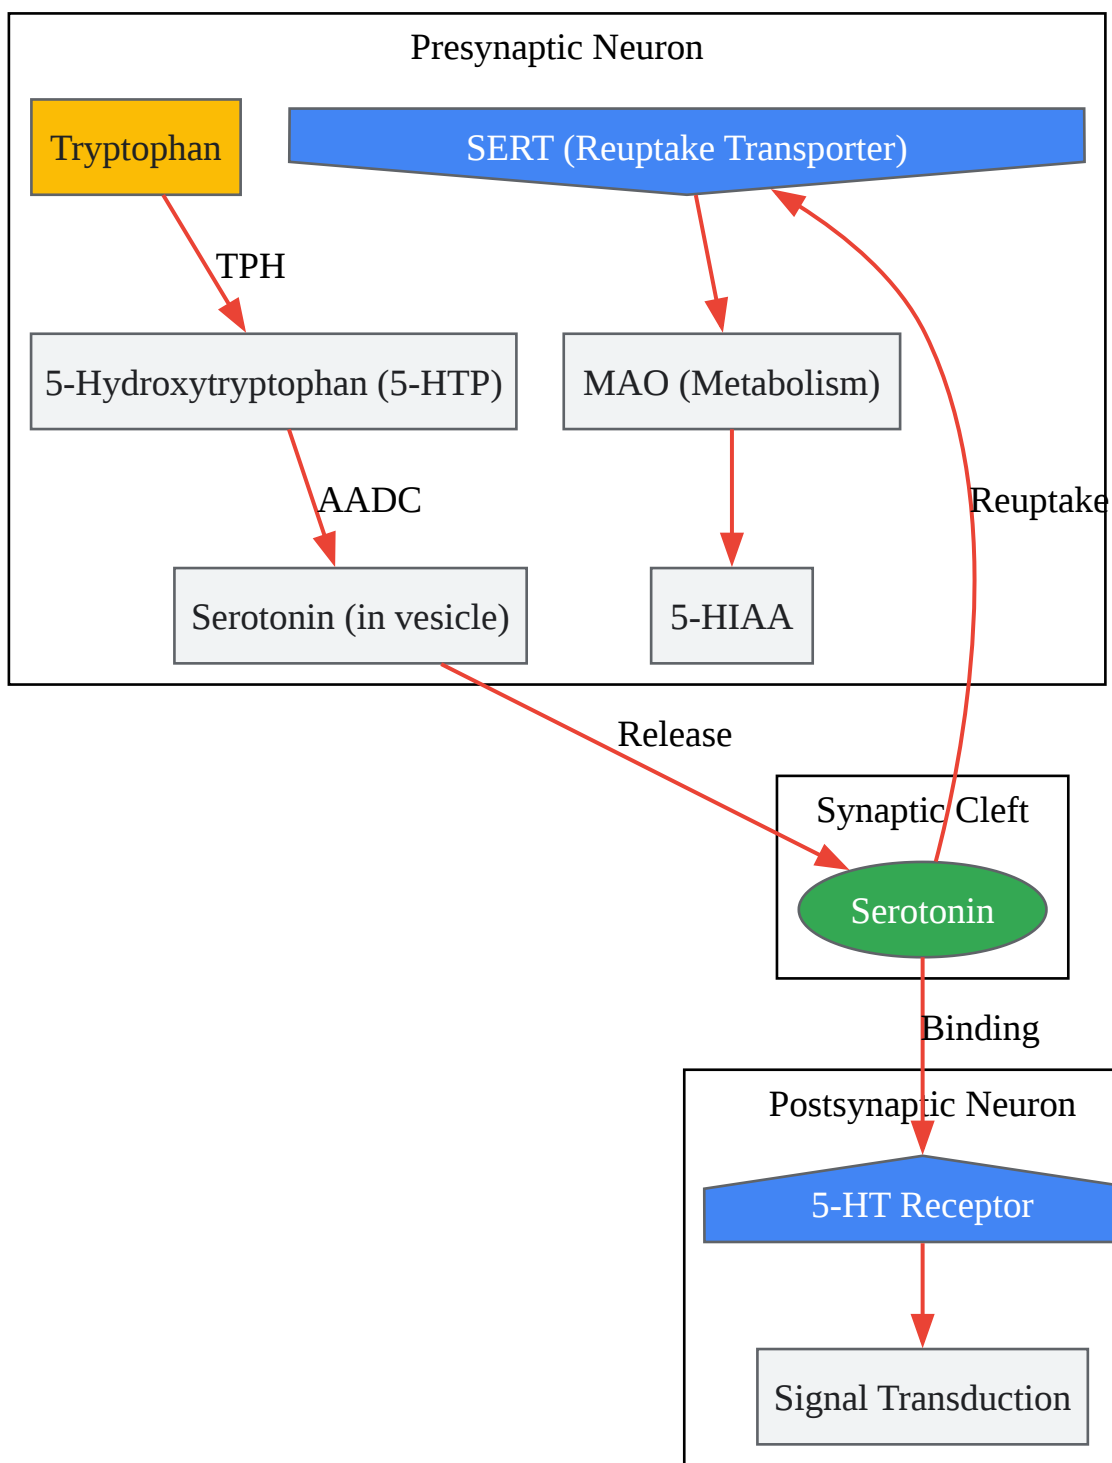 Presynaptic Neuron
Tryptophan
SERT (Reuptake Transporter)
TPH
5-Hydroxytryptophan (5-HTP)
MAO (Metabolism)
AADC
Reuptake
Serotonin (in vesicle)
5-HIAA
Release
Synaptic Cleft
Serotonin
Binding
Postsynaptic Neuron
5-HT Receptor
Signal Transduction